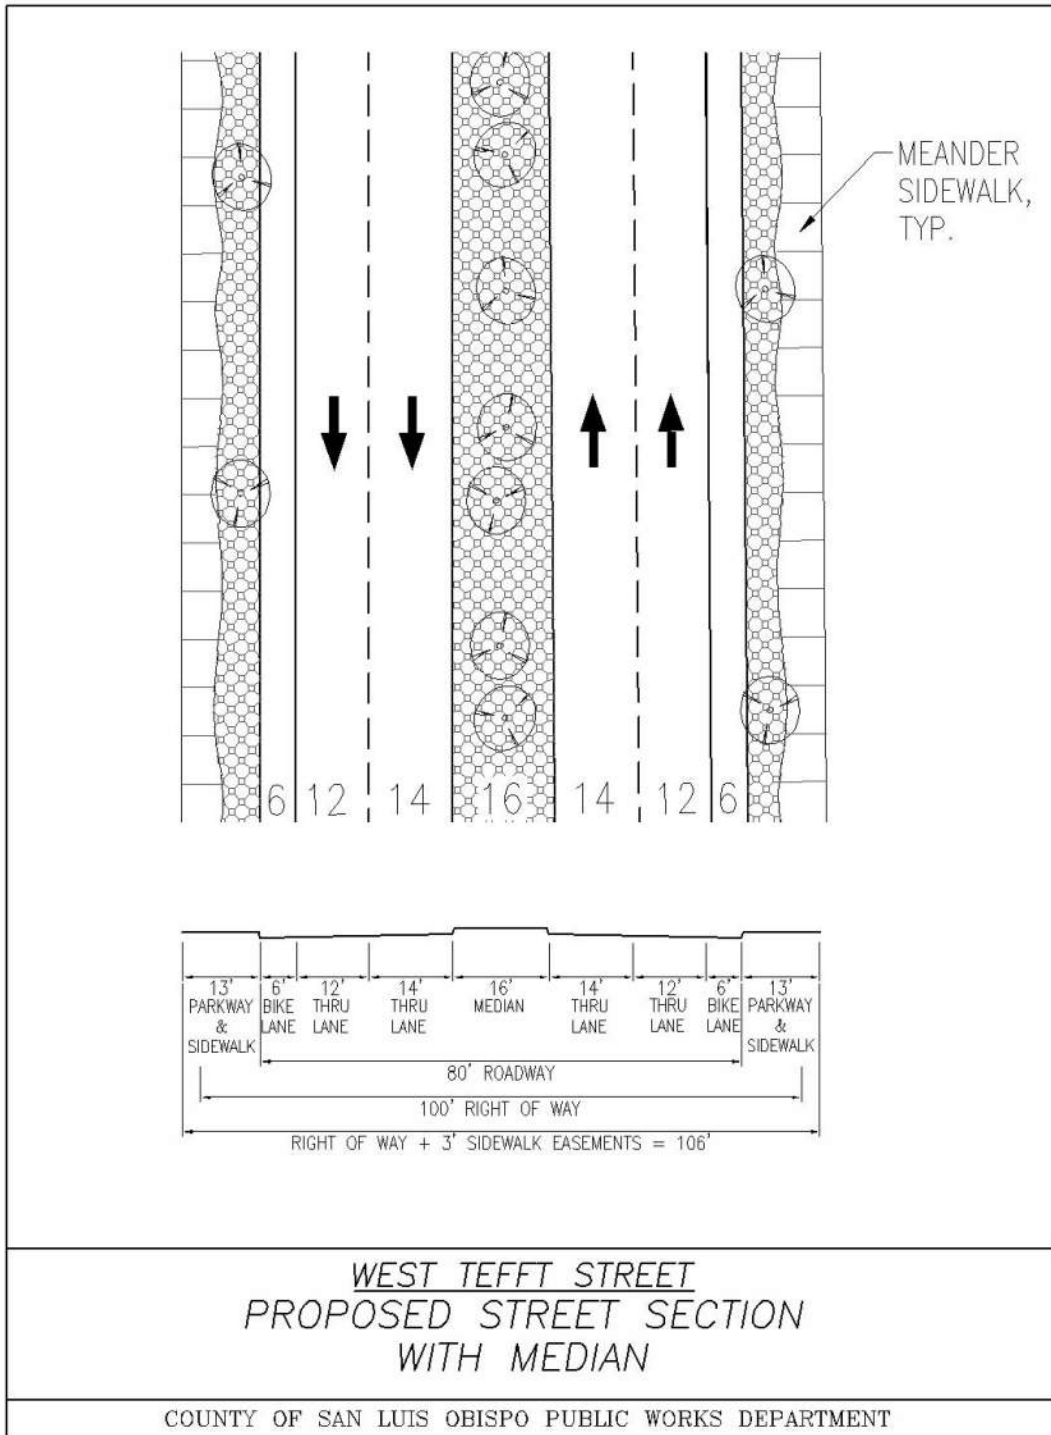 MEANDER
SIDEWALK,
TYP.
6 12 14 16 14 12 6
13' PARKWAY & SIDEWALK
6' BIKE LANE
12' THRU LANE
14' THRU LANE
16' MEDIAN
14' THRU LANE
12' THRU LANE
6' BIKE LANE
13' PARKWAY & SIDEWALK
80' ROADWAY
100' RIGHT OF WAY
RIGHT OF WAY + 3' SIDEWALK EASEMENTS = 106'
WEST TEFFT STREET
PROPOSED STREET SECTION
WITH MEDIAN
COUNTY OF SAN LUIS OBISPO PUBLIC WORKS DEPARTMENT